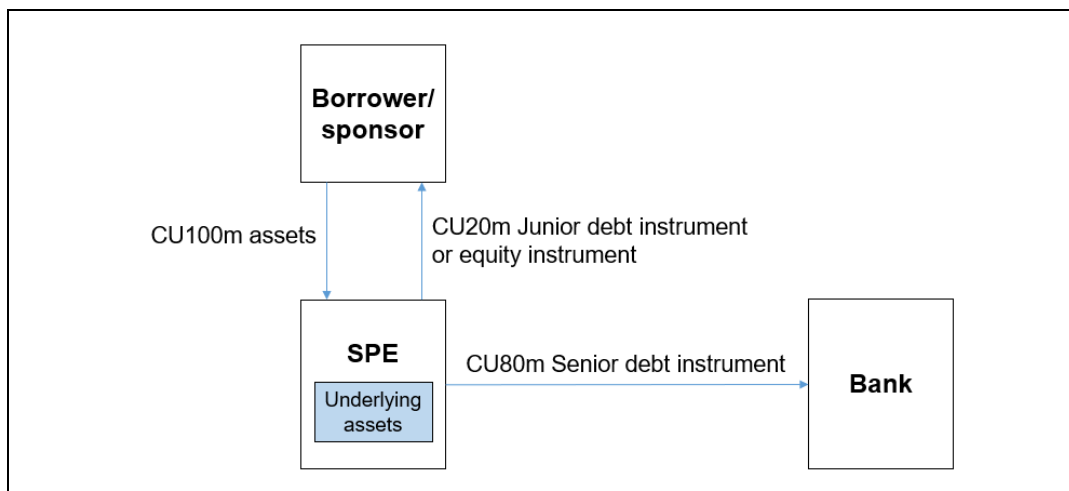 Borrower/
sponsor
CU100m assets
CU20m Junior debt instrument
or equity instrument
SPE
Underlying
assets
CU80m Senior debt instrument
Bank